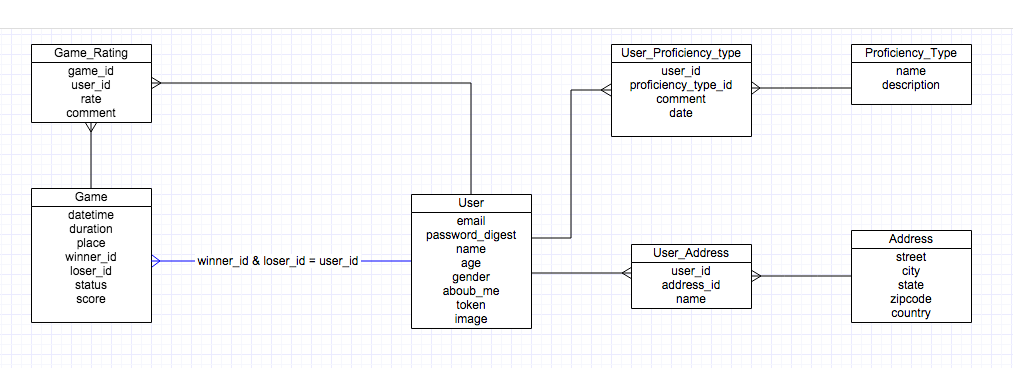 Game_Rating
game_id
user_id
rate
comment
User_Proficiency_type
user_id
proficiency_type_id
comment
date
Proficiency_Type
name
description
Game
datetime
duration
place
winner_id
loser_id
status
score
winner_id & loser_id = user_id
User
email
password_digest
name
age
gender
aboub_me
token
image
User_Address
user_id
address_id
name
Address
street
city
state
zipcode
country